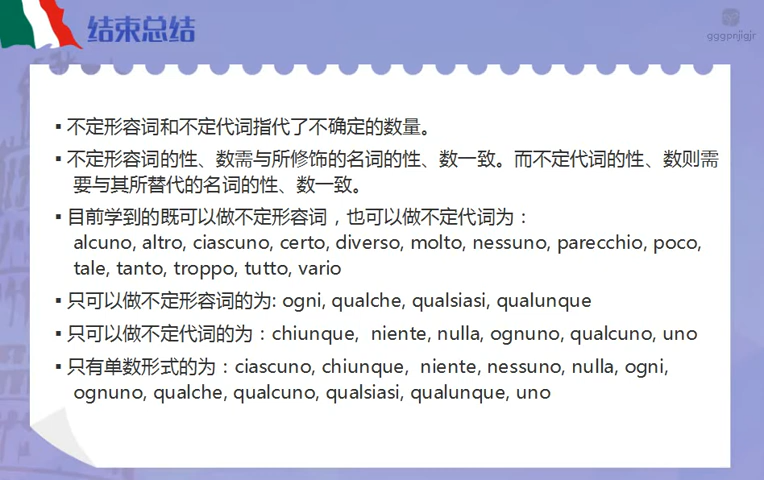 结束总结
gggpnjigjr
▪ 不定形容词和不定代词指代了不确定的数量。
▪ 不定形容词的性、数需与所修饰的名词的性、数一致。而不定代词的性、数则需
要与其所替代的名词的性、数一致。
▪ 目前学到的既可以做不定形容词，也可以做不定代词为：
alcuno, altro, ciascuno, certo, diverso, molto, nessuno, parecchio, poco,
tale, tanto, troppo, tutto, vario
▪ 只可以做不定形容词的为: ogni, qualche, qualsiasi, qualunque
▪ 只可以做不定代词的为：chiunque, niente, nulla, ognuno, qualcuno, uno
▪ 只有单数形式的为：ciascuno, chiunque, niente, nessuno, nulla, ogni,
ognuno, qualche, qualcuno, qualsiasi, qualunque, uno